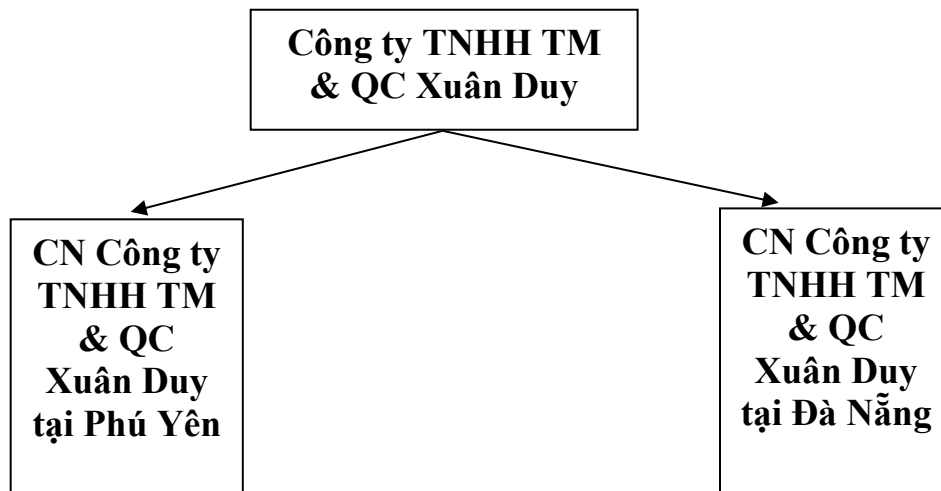 Công ty TNHH TM
& QC Xuân Duy
CN Công ty
TNHH TM
& QC
Xuân Duy
tại Phú Yên
CN Công ty
TNHH TM
& QC
Xuân Duy
tại Đà Nẵng